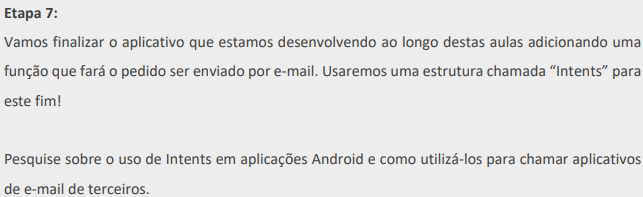 Etapa 7:
Vamos finalizar o aplicativo que estamos desenvolvendo ao longo destas aulas adicionando uma
função que fará o pedido ser enviado por e-mail. Usaremos uma estrutura chamada “Intents” para
este fim!
Pesquise sobre o uso de Intents em aplicações Android e como utilizá-los para chamar aplicativos
de e-mail de terceiros.